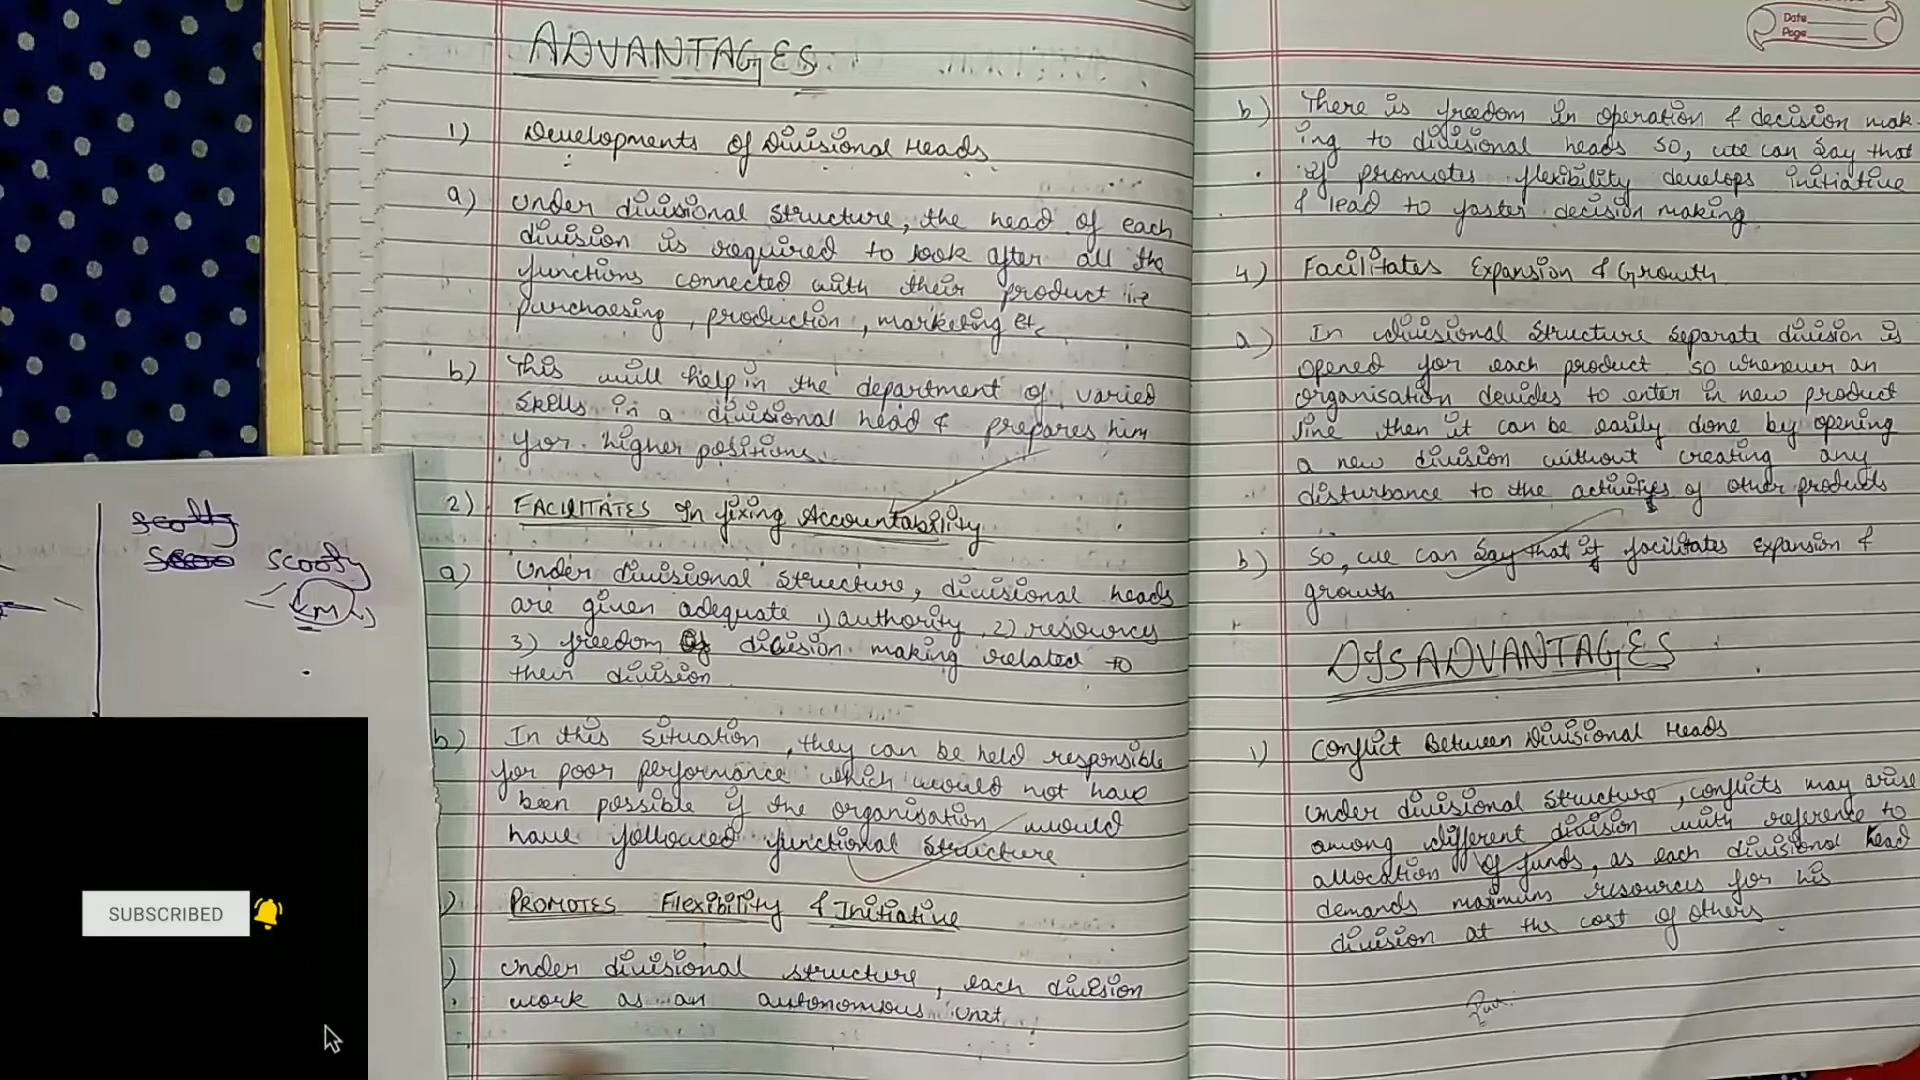 ADVANTAGES
1) Developments of Divisional Heads
a) Under divisional structure, the head of each
division is required to look after all the
functions connected with their product i.e
purchaesing, production, marketing etc
b) This will help in the department of varied
skells in a divisional head & prepares him
for higher positions.
2) FACILITATES In fixing Accountability
a) Under divisional structure, divisional heads
are given adequate 1) authority, 2) resources
3) freedom of dicision making related to
their division
b) In this situation, they can be held responsible
for poor performance which would not have
been possible if the organisation would
have followed functional structure
) PROMOTES Flexibility & Initiative
) Under divisional structure, each division
work as an autonomous unit.
Date
Page
b) There is freedom in operation & decision mak-
ing to divisional heads so, we can say that
if promotes flexibility develops initiative
& lead to faster decision making
4) Facilitates Expansion & Growth
a) In divisional structure separate division is
opened for each product so whenever an
organisation devides to enter in new product
line then it can be easily done by opening
a new division without creating any
disturbance to the activities of other products
b) So, we can say that it facilitates expansion &
growth
DISADVANTAGES
1) Conflict Between Divisional Heads
Under divisional structure, conflicts may arise
among different division with reference to
allocation of funds, as each divisional head
demands maximum resources for his
division at the cost of others
scooty
(M)
SUBSCRIBED